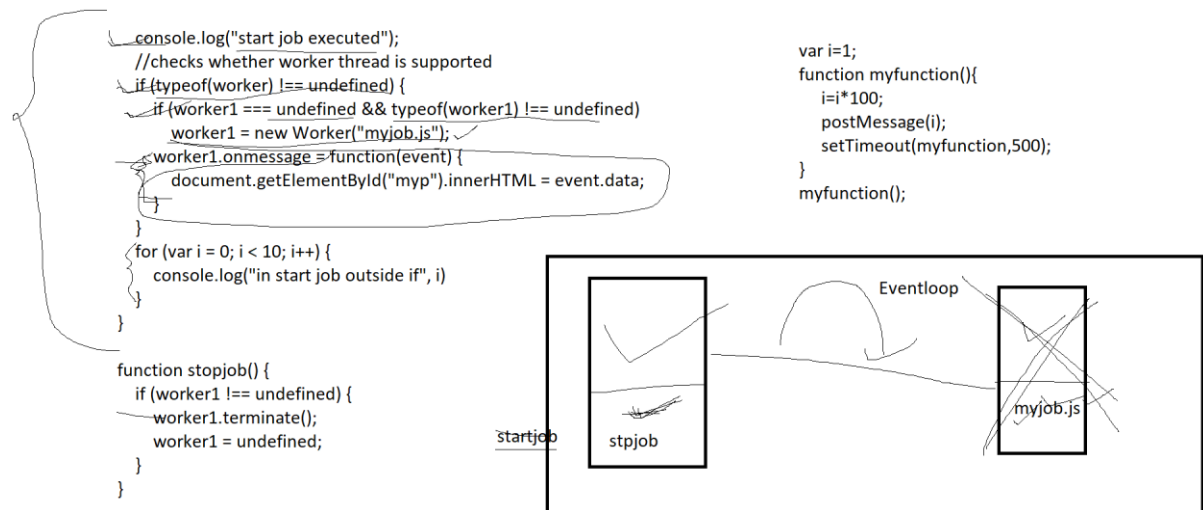 console.log("start job executed");
//checks whether worker thread is supported
if (typeof(worker) !== undefined) {
if (worker1 === undefined && typeof(worker1) !== undefined)
worker1 = new Worker("myjob.js");
worker1.onmessage = function(event) {
document.getElementById("myp").innerHTML = event.data;
}
}
for (var i = 0; i < 10; i++) {
console.log("in start job outside if", i)
}
}
function stopjob() {
if (worker1 !== undefined) {
worker1.terminate();
worker1 = undefined;
}
}
var i=1;
function myfunction(){
i=i*100;
postMessage(i);
setTimeout(myfunction,500);
}
myfunction();
Eventloop
myjob.js
startjob
stpjob